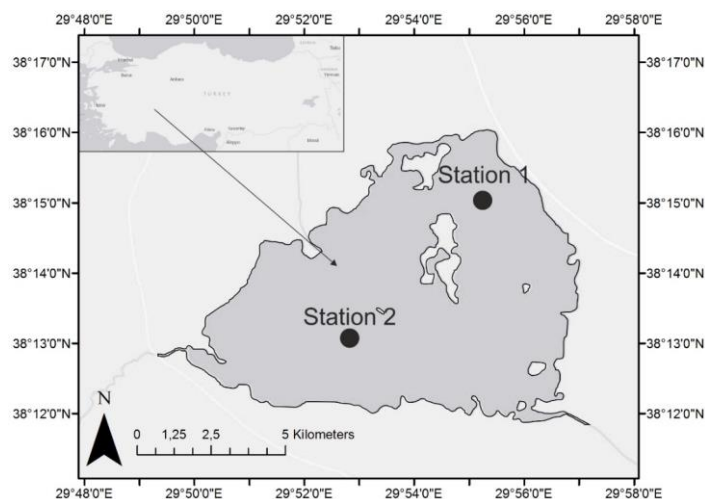 29°48'0"E 29°50'0"E 29°52'0"E 29°54'0"E 29°56'0"E 29°58'0"E
38°17'0"N 38°17'0"N
TURKEY
38°16'0"N 38°16'0"N
Station 1
38°15'0"N 38°15'0"N
38°14'0"N 38°14'0"N
Station 2
38°13'0"N 38°13'0"N
38°12'0"N 38°12'0"N
N
0 1,25 2,5 5 Kilometers
29°48'0"E 29°50'0"E 29°52'0"E 29°54'0"E 29°56'0"E 29°58'0"E